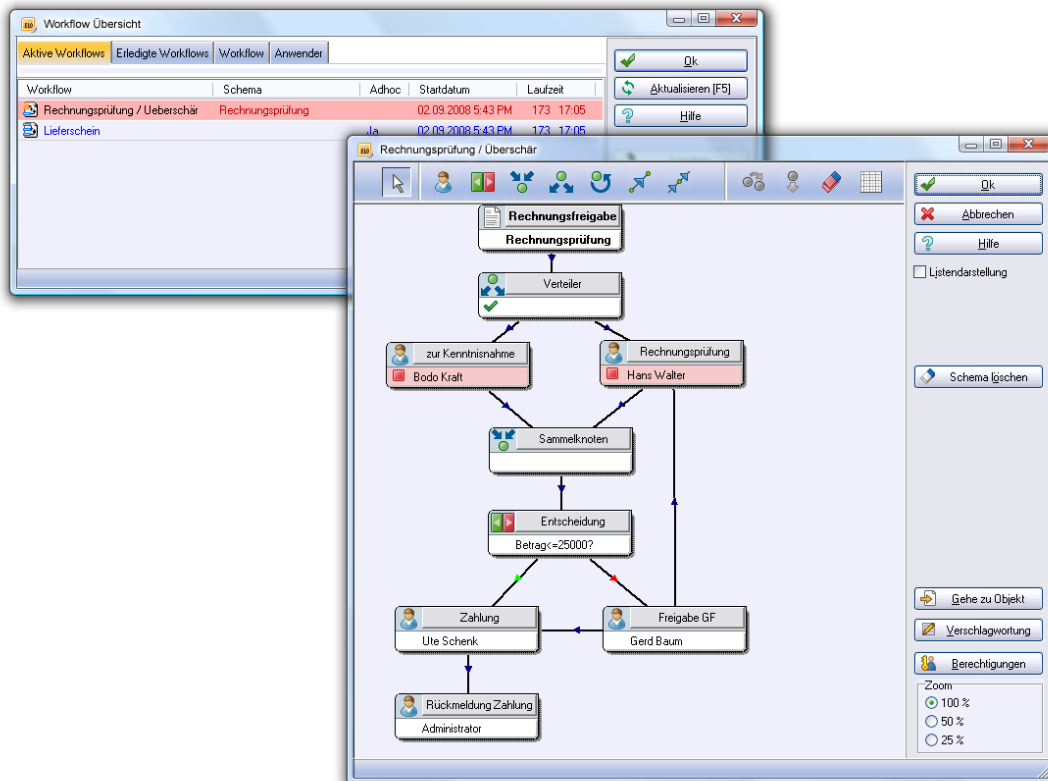 Workflow Übersicht
Aktive Workflows Erledigte Workflows Workflow Anwender
Workflow Schema Adhoc Startdatum Laufzeit
Rechnungsprüfung / Ueberschär Rechnungsprüfung 02.09.2008 5:43 PM 173 17:05
Lieferschein Ja 02.09.2008 5:43 PM 173 17:05
Ok
Aktualisieren [F5]
Hilfe
Rechnungsprüfung / Überschär
Rechnungsfreigabe
Rechnungsprüfung
Verteiler
zur Kenntnisnahme
Bodo Kraft
Rechnungsprüfung
Hans Walter
Sammelknoten
Entscheidung
Betrag<=25000?
Zahlung
Ute Schenk
Freigabe GF
Gerd Baum
Rückmeldung Zahlung
Administrator
Ok
Abbrechen
Hilfe
Listendarstellung
Schema löschen
Gehe zu Objekt
Verschlagwortung
Berechtigungen
Zoom
100 %
50 %
25 %